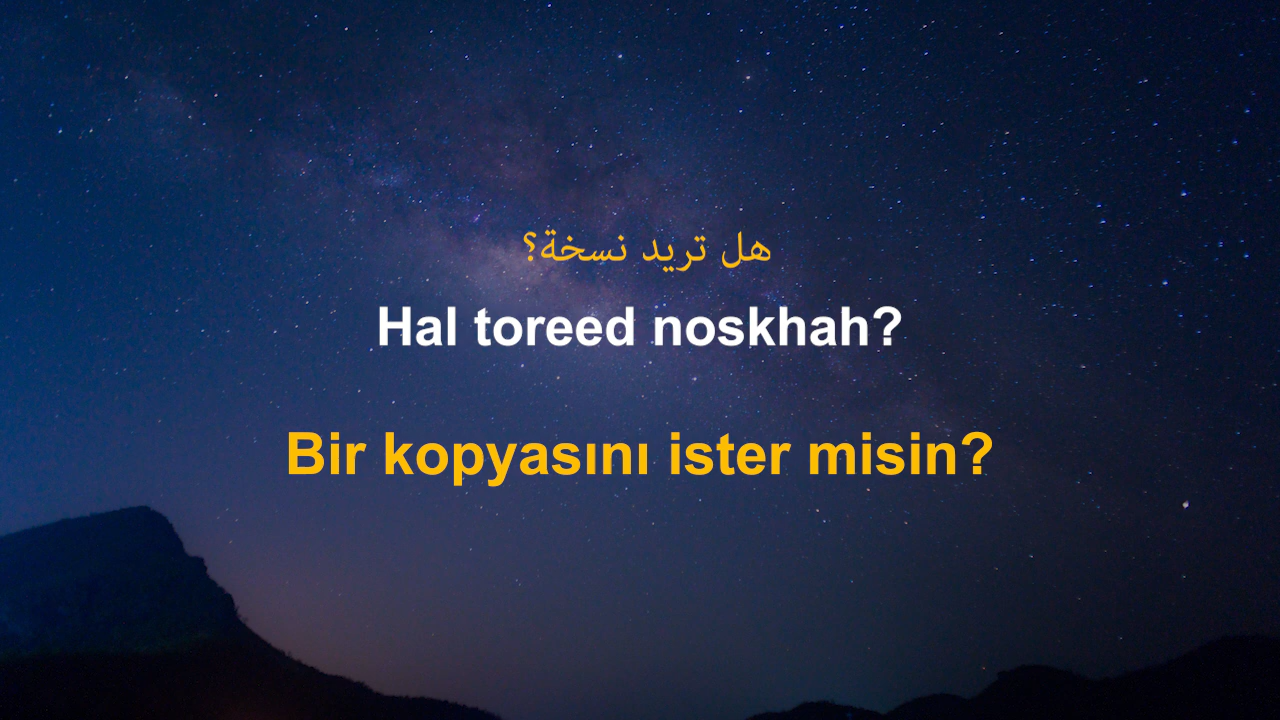 هل تريد نسخة؟
Hal toreed noskhah?
Bir kopyasını ister misin?